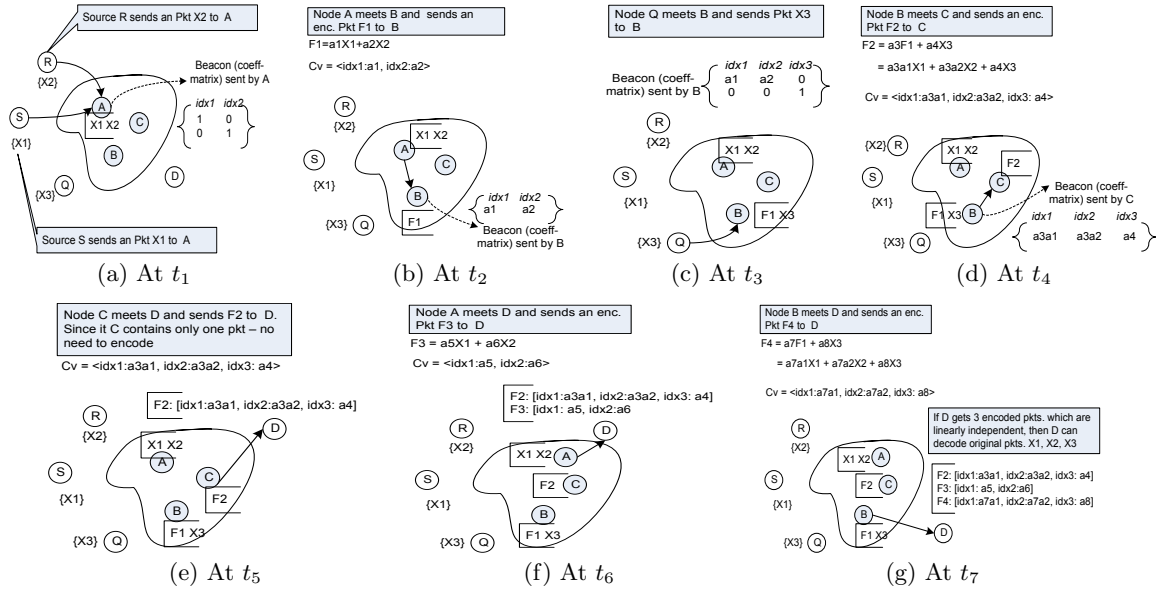 Source R sends an Pkt X2 to A
R
{X2}
Beacon (coeff-
matrix) sent by A
S
{X1}
A
X1 X2
C
B
idx1 idx2
1 0
0 1
{X3}
Q
D
Source S sends an Pkt X1 to A
(a) At t1
Node A meets B and sends an
enc. Pkt F1 to B
F1=a1X1+a2X2
Cv = <idx1:a1, idx2:a2>
R
{X2}
X1 X2
A
C
S
{X1}
B
idx1 idx2
a1 a2
{X3}
Q
F1
Beacon (coeff-
matrix) sent by B
(b) At t2
Node Q meets B and sends Pkt X3
to B
Beacon (coeff-
matrix) sent by B
idx1 idx2 idx3
a1 a2 0
0 0 1
R
{X2}
X1 X2
A
C
S
{X1}
B
F1 X3
{X3}
Q
(c) At t3
Node B meets C and sends an enc.
Pkt F2 to C
F2 = a3F1 + a4X3
= a3a1X1 + a3a2X2 + a4X3
Cv = <idx1:a3a1, idx2:a3a2, idx3: a4>
{X2}
R
X1 X2
A
F2
C
S
{X1}
Beacon (coeff-
matrix) sent by C
F1 X3
B
{X3}
Q
idx1 idx2 idx3
a3a1 a3a2 a4
(d) At t4
Node C meets D and sends F2 to D.
Since it C contains only one pkt – no
need to encode
Cv = <idx1:a3a1, idx2:a3a2, idx3: a4>
F2: [idx1:a3a1, idx2:a3a2, idx3: a4]
R
{X2}
D
X1 X2
A
S
{X1}
C
F2
B
{X3}
Q
F1 X3
(e) At t5
Node A meets D and sends an enc.
Pkt F3 to D
F3 = a5X1 + a6X2
Cv = <idx1:a5, idx2:a6>
F2: [idx1:a3a1, idx2:a3a2, idx3: a4]
F3: [idx1: a5, idx2:a6
R
{X2}
D
X1 X2
A
S
{X1}
F2
C
B
{X3}
Q
F1 X3
(f) At t6
Node B meets D and sends an enc.
Pkt F4 to D
F4 = a7F1 + a8X3
= a7a1X1 + a7a2X2 + a8X3
Cv = <idx1:a7a1, idx2:a7a2, idx3: a8>
If D gets 3 encoded pkts. which are
linearly independent, then D can
decode original pkts. X1, X2, X3
R
{X2}
X1 X2
A
S
{X1}
F2
C
F2: [idx1:a3a1, idx2:a3a2, idx3: a4]
F3: [idx1: a5, idx2:a6]
F4: [idx1:a7a1, idx2:a7a2, idx3: a8]
B
D
{X3}
Q
F1 X3
(g) At t7